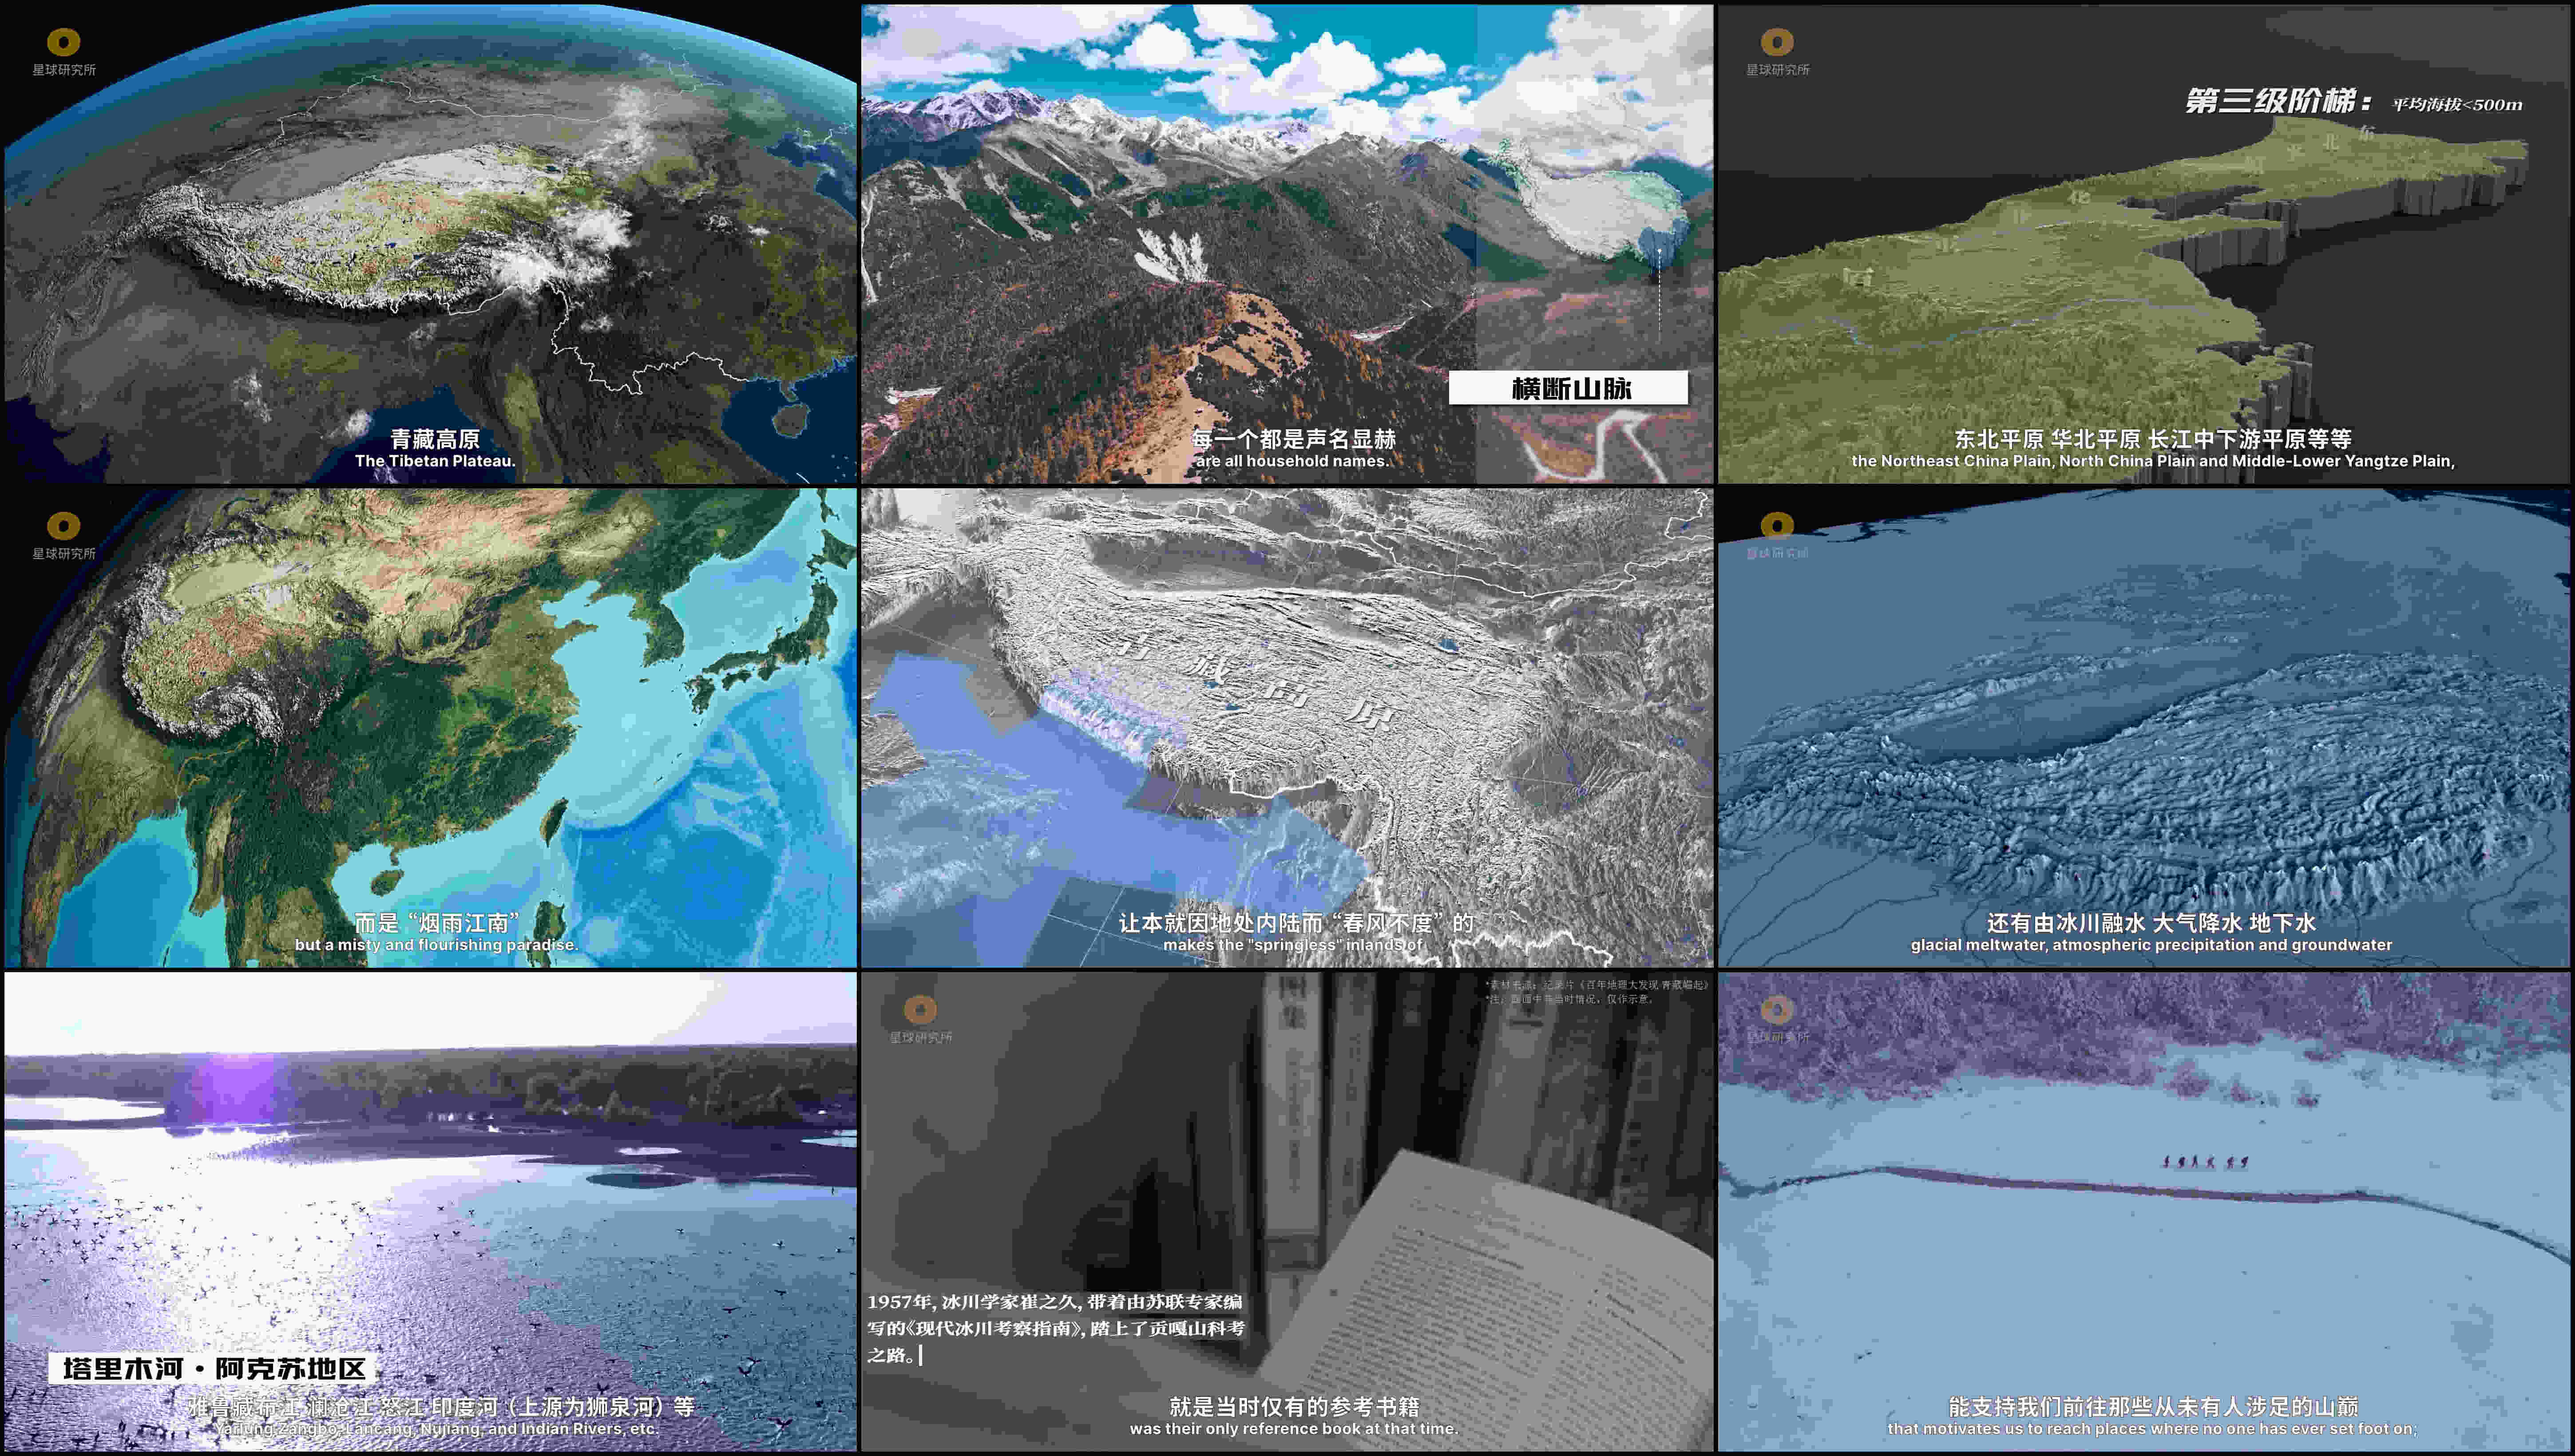 星球研究所
青藏高原
The Tibetan Plateau.
横断山脉
每一个都是声名显赫
are all household names.
星球研究所
第三级阶梯：平均海拔<500m
东北
华北
东北平原 华北平原 长江中下游平原等等
the Northeast China Plain, North China Plain and Middle-Lower Yangtze Plain,
星球研究所
而是“烟雨江南”
but a misty and flourishing paradise.
青藏高原
让本就因地处内陆而“春风不度”的
makes the "springless" inlands of
星球研究所
还有由冰川融水 大气降水 地下水
glacial meltwater, atmospheric precipitation and groundwater
塔里木河·阿克苏地区
雅鲁藏布江 澜沧江 怒江 印度河（上源为狮泉河）等
Yarlung Zangbo, Lancang, Nujiang, and Indian Rivers, etc.
星球研究所
*素材来源：纪录片《百年地理大发现·青藏崛起》
*注：画面中非当时情况，仅作示意。
1957年，冰川学家崔之久，带着由苏联专家编
写的《现代冰川考察指南》，踏上了贡嘎山科考
之路。
就是当时仅有的参考书籍
was their only reference book at that time.
星球研究所
能支持我们前往那些从未有人涉足的山巅
that motivates us to reach places where no one has ever set foot on;